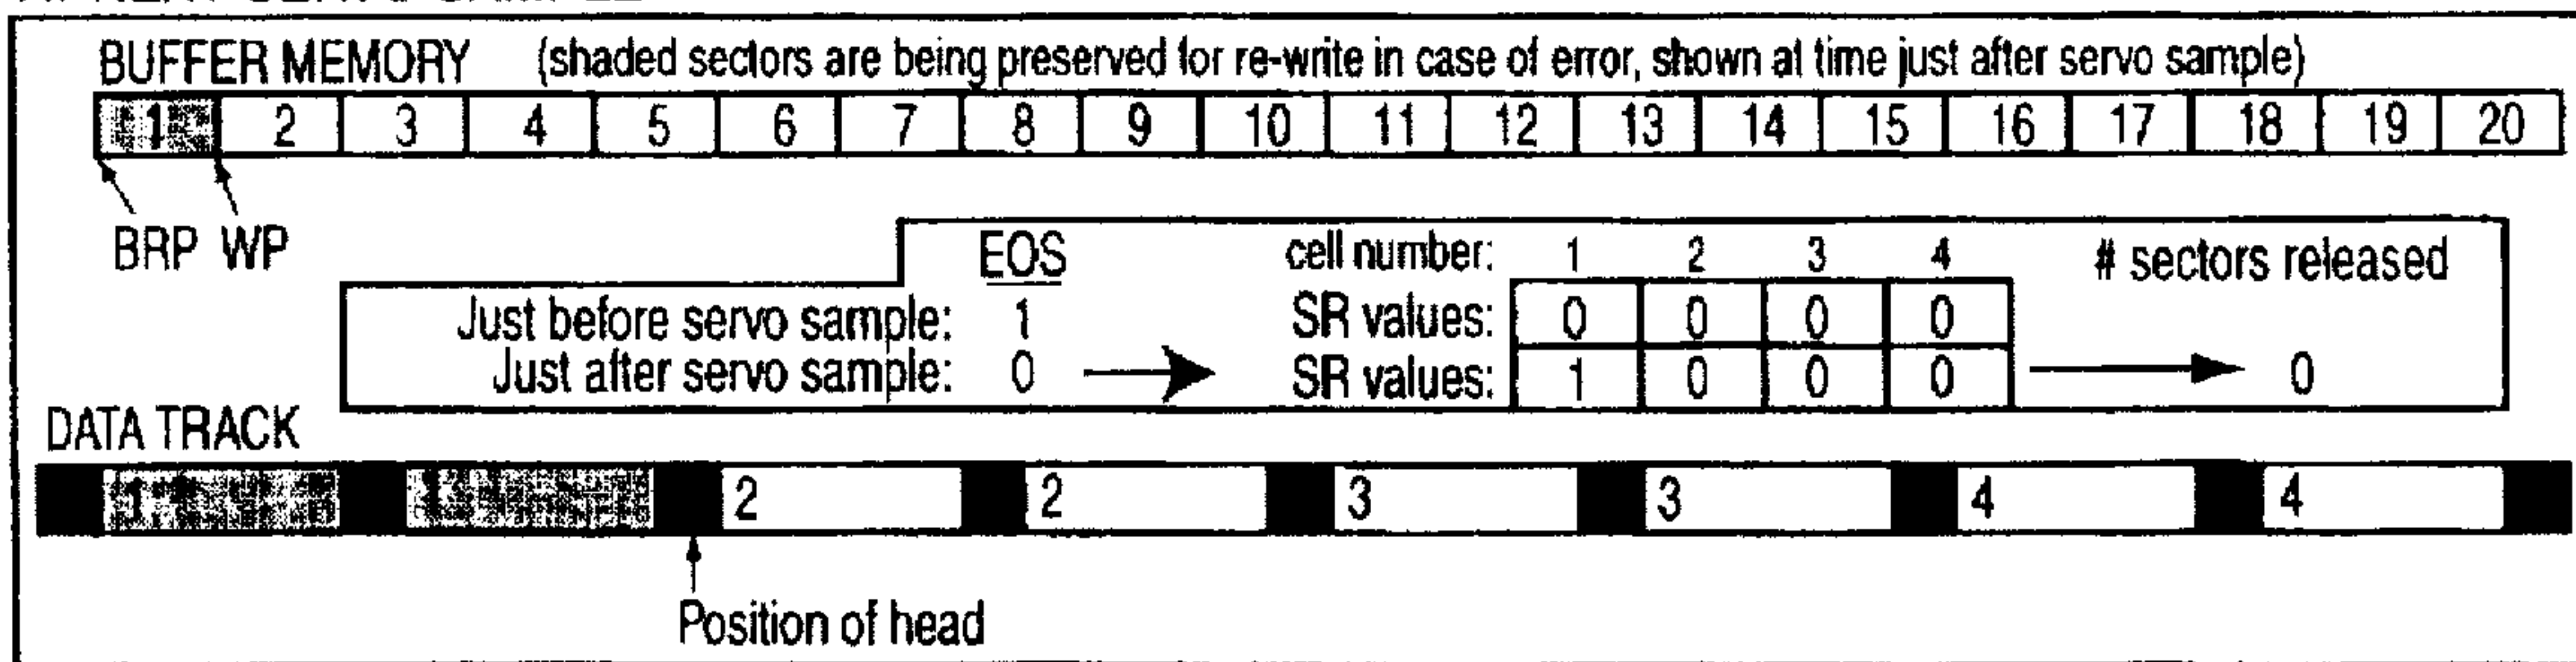 BUFFER MEMORY (shaded sectors are being preserved for re-write in case of error, shown at time just after servo sample)
1 2 3 4 5 6 7 8 9 10 11 12 13 14 15 16 17 18 19 20
BRP WP
EOS cell number: 1 2 3 4 # sectors released
Just before servo sample: 1 SR values: 0 0 0 0
Just after servo sample: 0 SR values: 1 0 0 0 0
DATA TRACK
1 1 2 2 3 3 4 4
Position of head